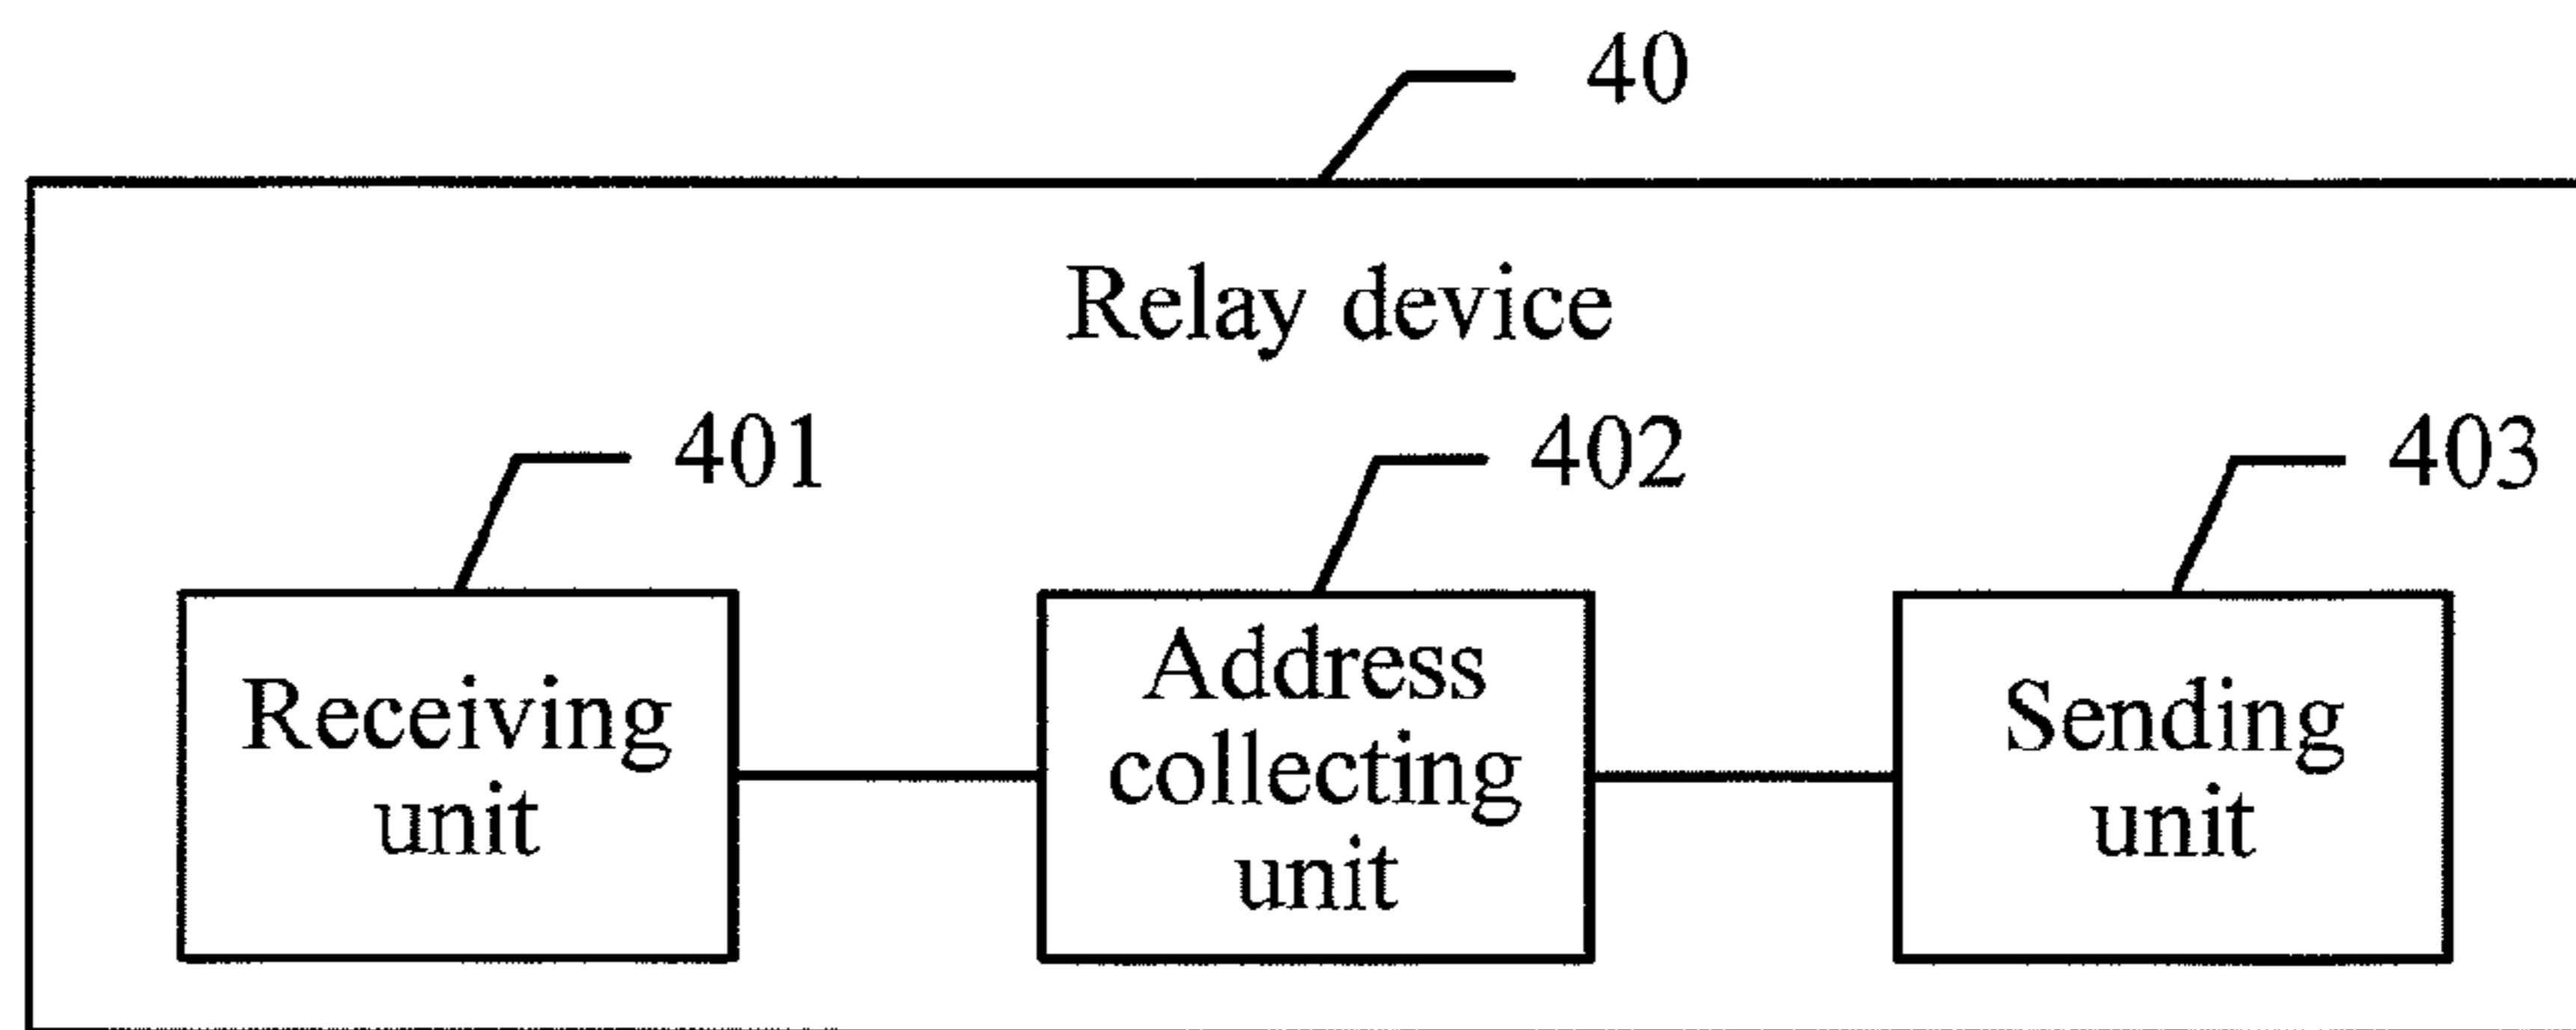 40
Relay device
401
402
403
Receiving
unit
Address
collecting
unit
Sending
unit